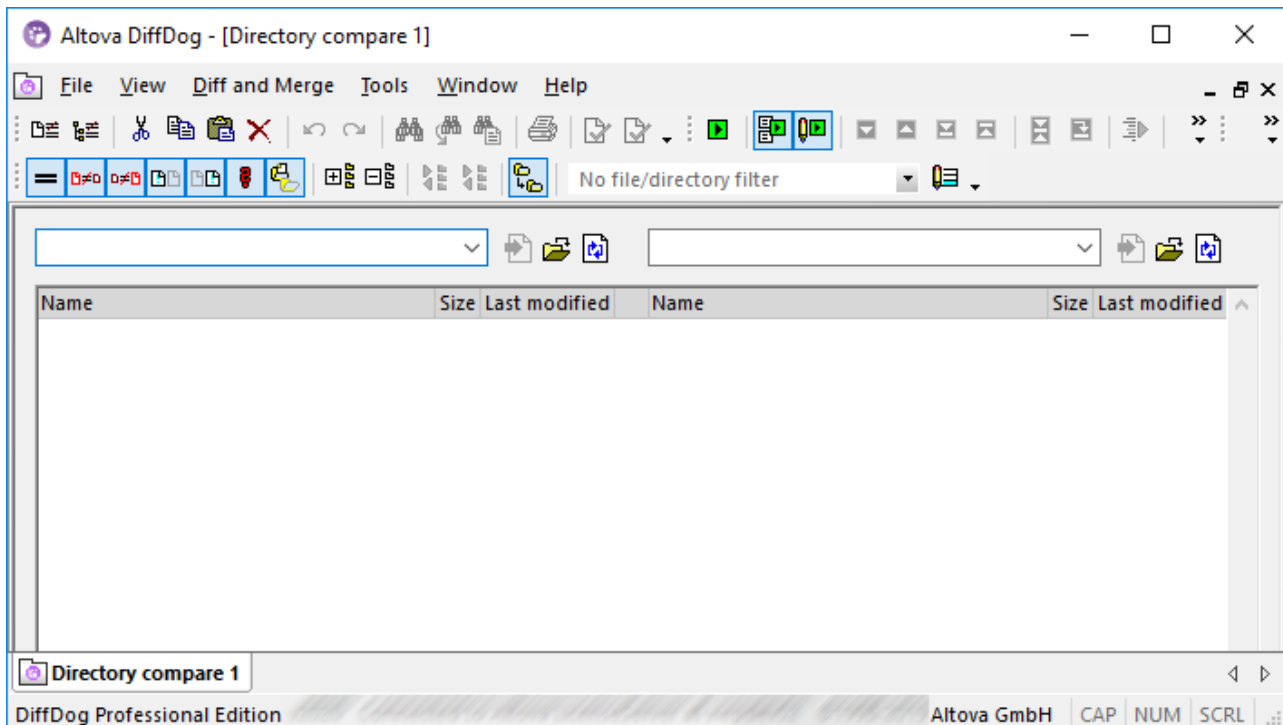 Altova DiffDog - [Directory compare 1]
File View Diff and Merge Tools Window Help
No file/directory filter
Name Size Last modified Name Size Last modified
Directory compare 1
DiffDog Professional Edition Altova GmbH CAP NUM SCRL